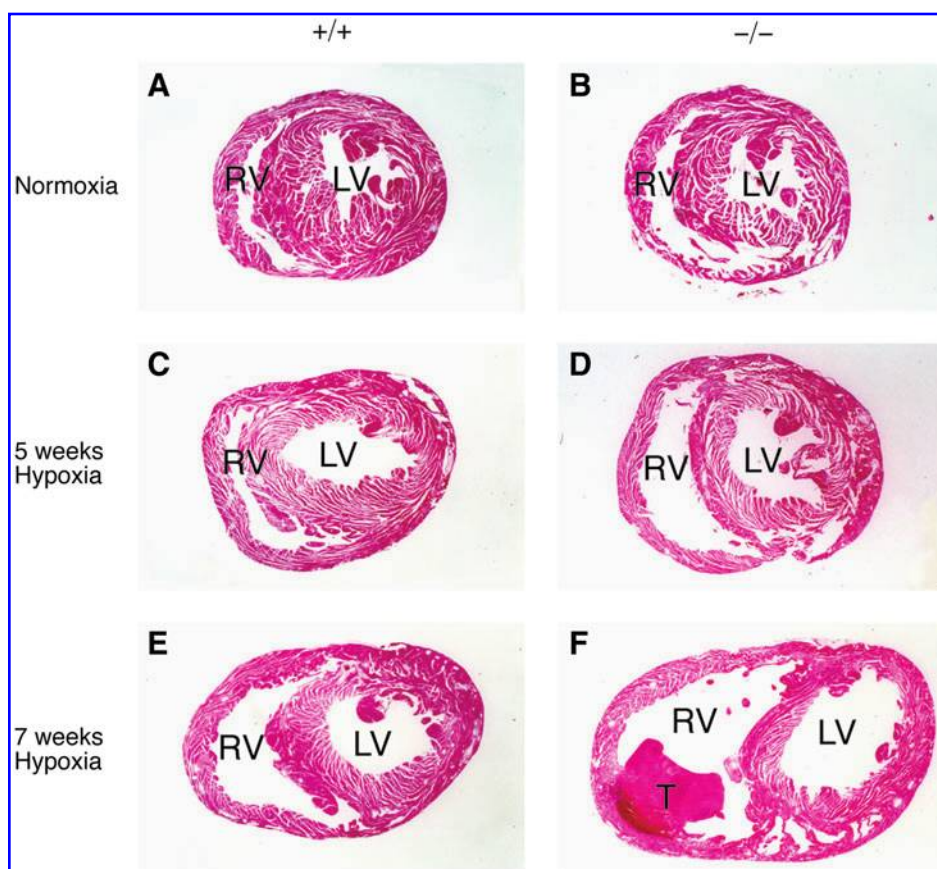 +/+
−/−
A
B
Normoxia
RV
LV
RV
LV
C
D
5 weeks
Hypoxia
RV
LV
RV
LV
E
F
7 weeks
Hypoxia
RV
LV
RV
LV
T